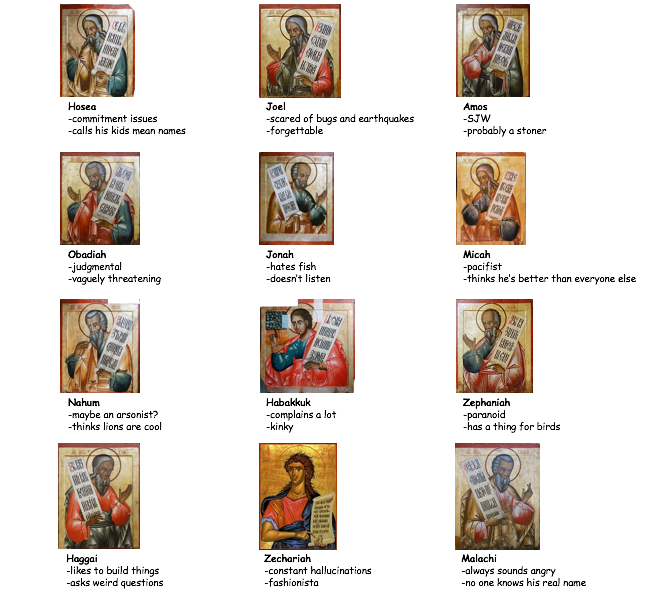 Hosea
-commitment issues
-calls his kids mean names
Joel
-scared of bugs and earthquakes
-forgettable
Amos
-SJW
-probably a stoner
Obadiah
-judgmental
-vaguely threatening
Jonah
-hates fish
-doesn't listen
Micah
-pacifist
-thinks he's better than everyone else
Nahum
-maybe an arsonist?
-thinks lions are cool
Habakkuk
-complains a lot
-kinky
Zephaniah
-paranoid
-has a thing for birds
Haggai
-likes to build things
-asks weird questions
Zechariah
-constant hallucinations
-fashionista
Malachi
-always sounds angry
-no one knows his real name